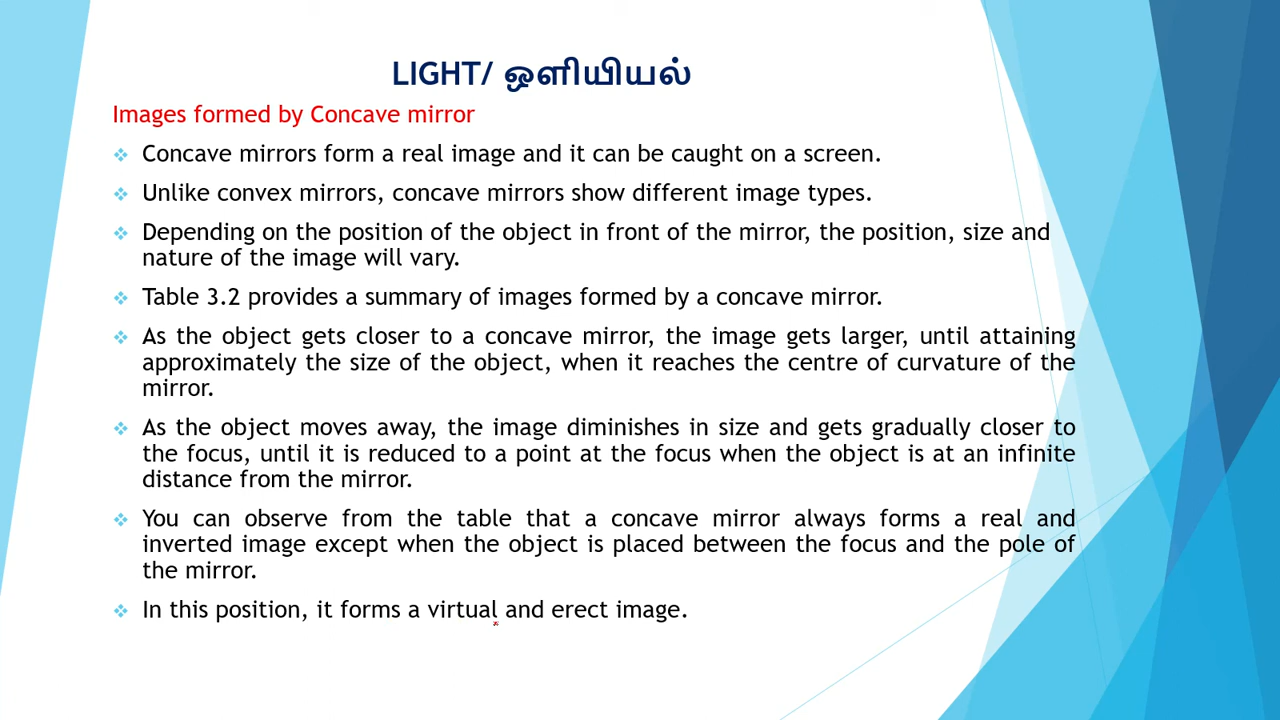 LIGHT/ ஒளியியல்
Images formed by Concave mirror
Concave mirrors form a real image and it can be caught on a screen.
Unlike convex mirrors, concave mirrors show different image types.
Depending on the position of the object in front of the mirror, the position, size and
nature of the image will vary.
Table 3.2 provides a summary of images formed by a concave mirror.
As the object gets closer to a concave mirror, the image gets larger, until attaining
approximately the size of the object, when it reaches the centre of curvature of the
mirror.
As the object moves away, the image diminishes in size and gets gradually closer to
the focus, until it is reduced to a point at the focus when the object is at an infinite
distance from the mirror.
You can observe from the table that a concave mirror always forms a real and
inverted image except when the object is placed between the focus and the pole of
the mirror.
In this position, it forms a virtual and erect image.